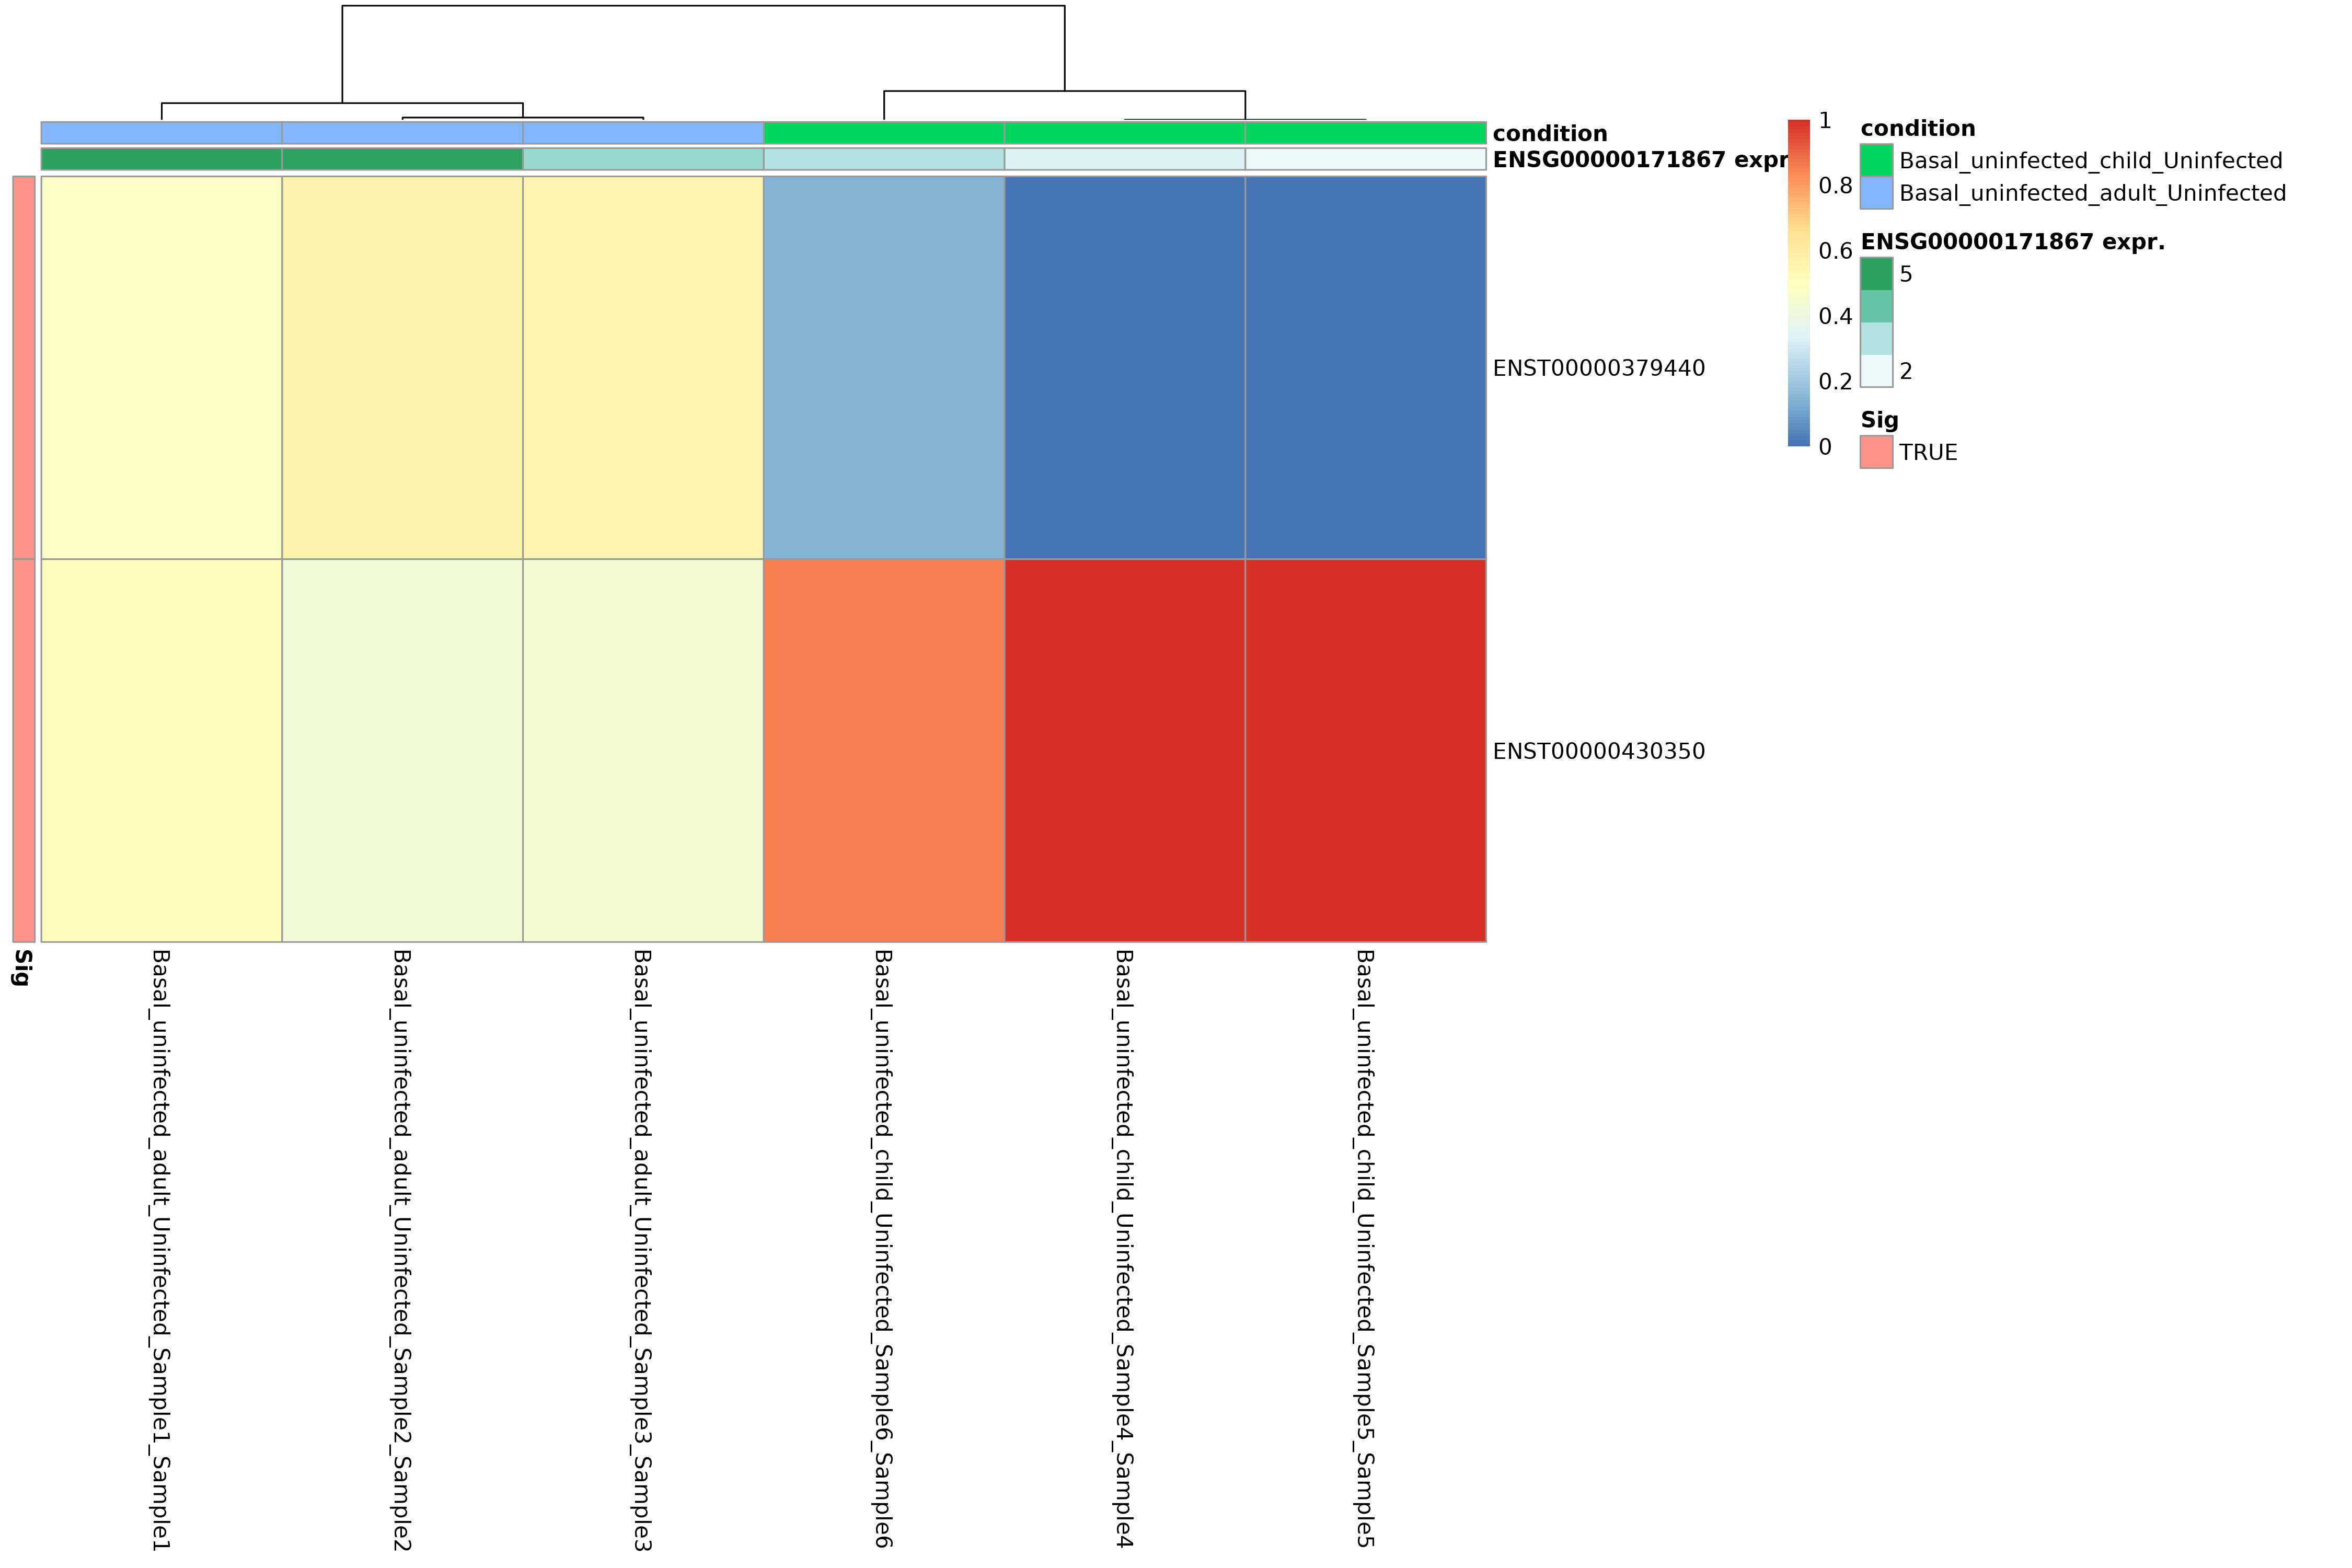 condition
ENSG00000171867 expr
ENST00000379440
ENST00000430350
Sig
Basal_uninfected_adult_Uninfected_Sample1_Sample1
Basal_uninfected_adult_Uninfected_Sample2_Sample2
Basal_uninfected_adult_Uninfected_Sample3_Sample3
Basal_uninfected_child_Uninfected_Sample6_Sample6
Basal_uninfected_child_Uninfected_Sample4_Sample4
Basal_uninfected_child_Uninfected_Sample5_Sample5
1
0.8
0.6
0.4
0.2
0
condition
Basal_uninfected_child_Uninfected
Basal_uninfected_adult_Uninfected
ENSG00000171867 expr.
5
2
Sig
TRUE